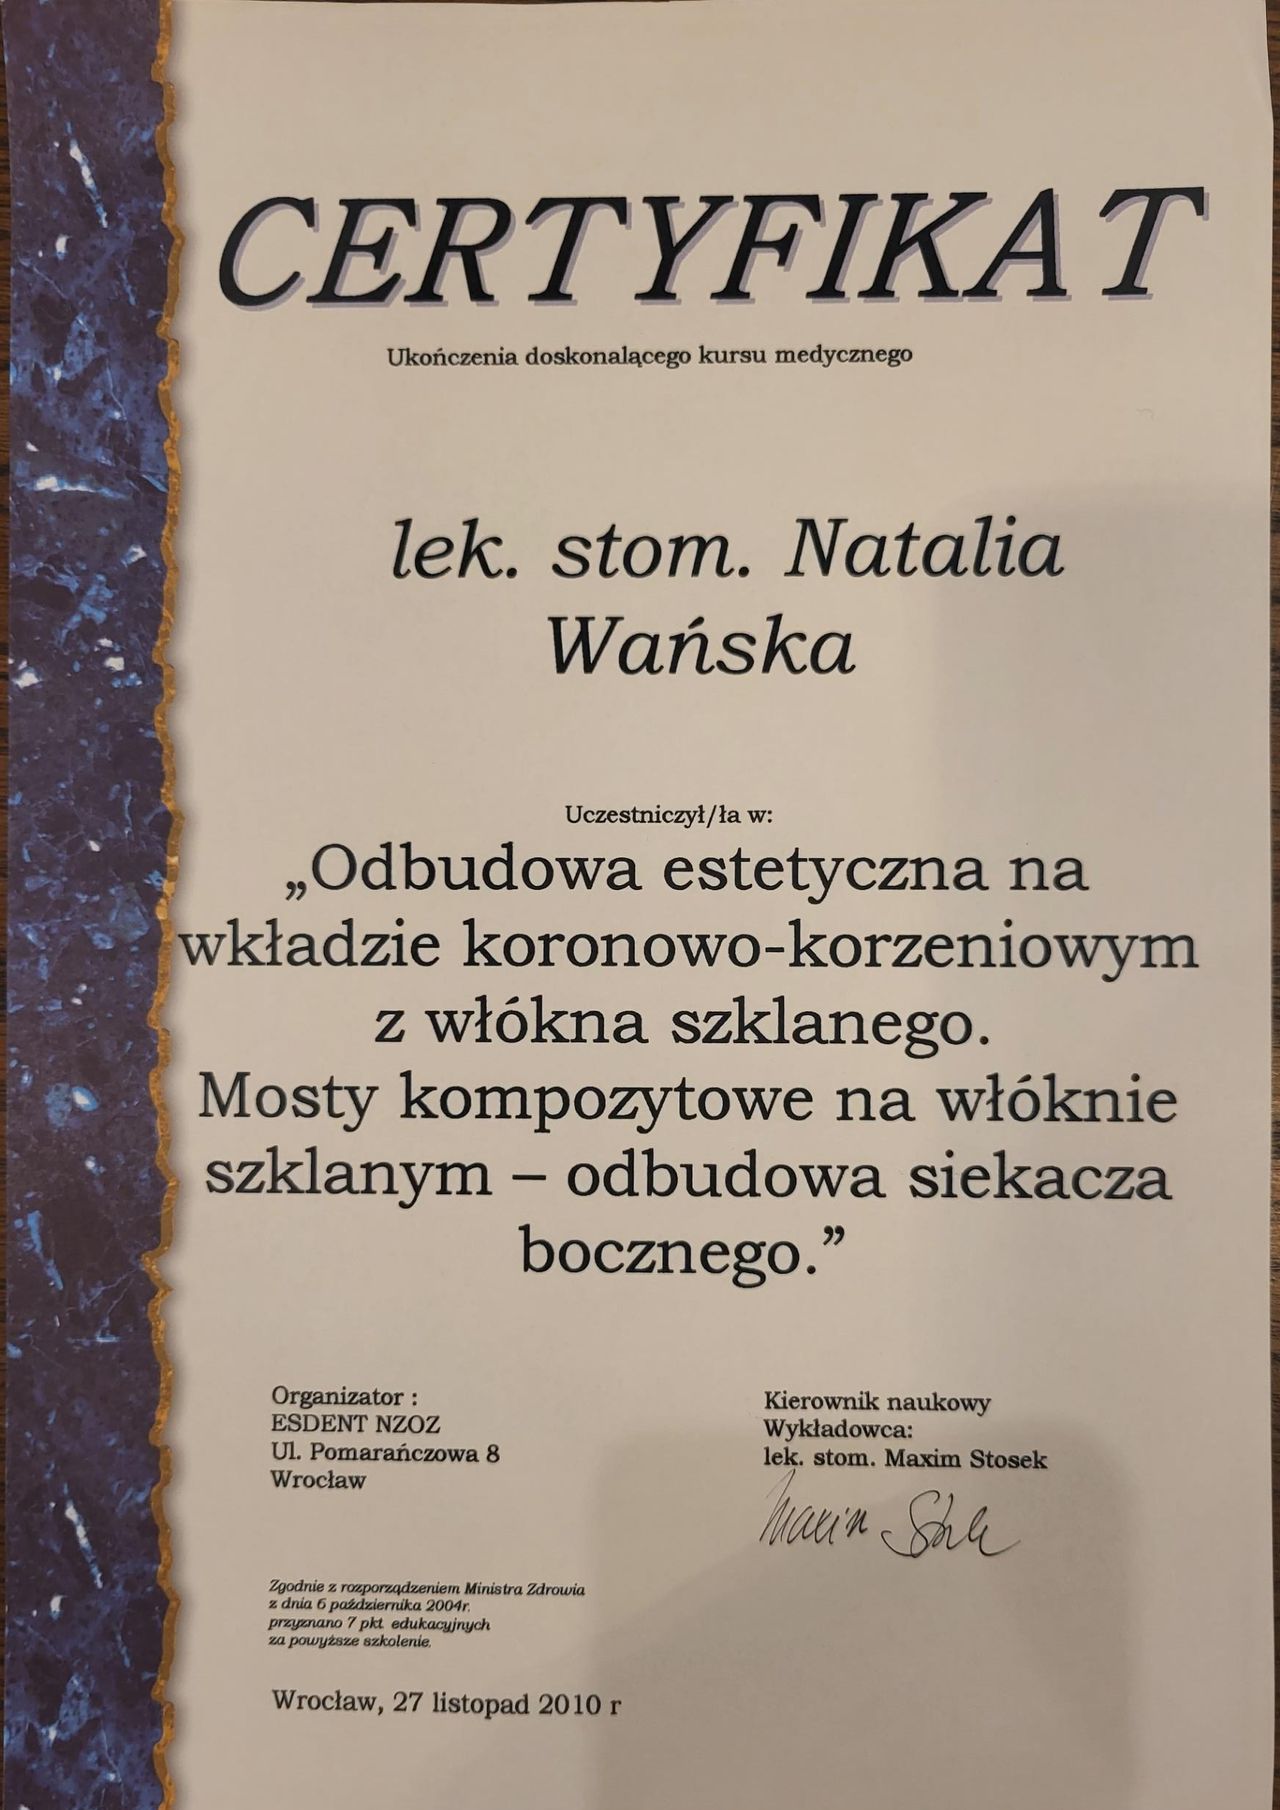 CERTYFIKAT
Ukończenia doskonalącego kursu medycznego
lek. stom. Natalia
Wańska
Uczestniczył/ła w:
„Odbudowa estetyczna na
wkładzie koronowo-korzeniowym
z włókna szklanego.
Mosty kompozytowe na włóknie
szklanym – odbudowa siekacza
bocznego.”
Organizator :
ESDENT NZOZ
Ul. Pomarańczowa 8
Wrocław
Kierownik naukowy
Wykładowca:
lek. stom. Maxim Stosek
Zgodnie z rozporządzeniem Ministra Zdrowia
z dnia 6 października 2004r.
przyznano 7 pkt. edukacyjnych
za powyższe szkolenie.
Wrocław, 27 listopad 2010 r